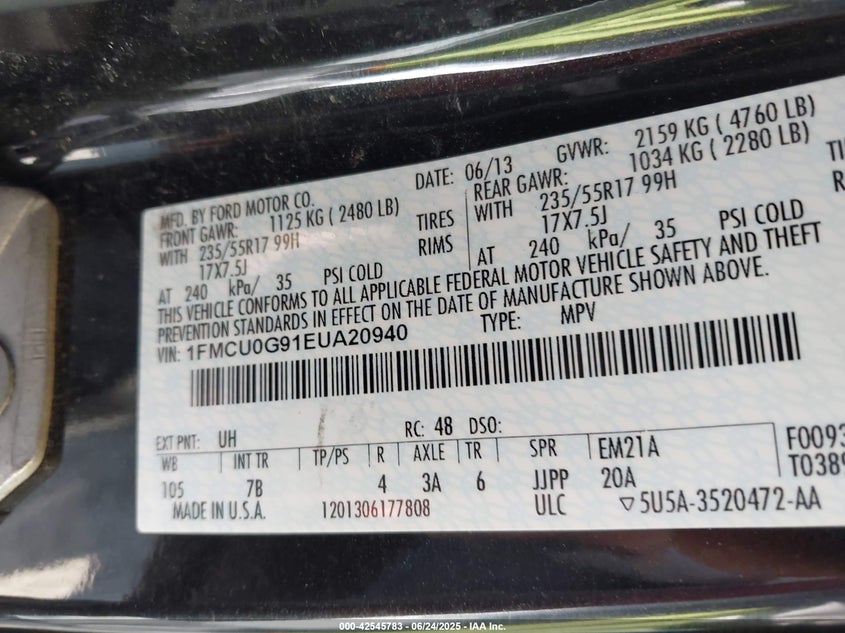 MFD. BY FORD MOTOR CO. DATE: 06/13 GVWR: 2159 KG ( 4760 LB)
FRONT GAWR: 1125 KG ( 2480 LB) REAR GAWR: 1034 KG ( 2280 LB)
WITH 235/55R17 99H TIRES WITH 235/55R17 99H
17X7.5J RIMS 17X7.5J
AT 240 kPa/ 35 PSI COLD AT 240 kPa/ 35 PSI COLD
THIS VEHICLE CONFORMS TO ALL APPLICABLE FEDERAL MOTOR VEHICLE SAFETY AND THEFT
PREVENTION STANDARDS IN EFFECT ON THE DATE OF MANUFACTURE SHOWN ABOVE.
VIN: 1FMCU0G91EUA20940 TYPE: MPV
EXT PNT: UH RC: 48 DSO:
WB INT TR TP/PS R AXLE TR SPR EM21A F0093
105 7B 4 3A 6 JJPP 20A T0389
MADE IN U.S.A. 1201306177808 ULC 5U5A-3520472-AA
000-42545783 - 06/24/2025 - IAA Inc.